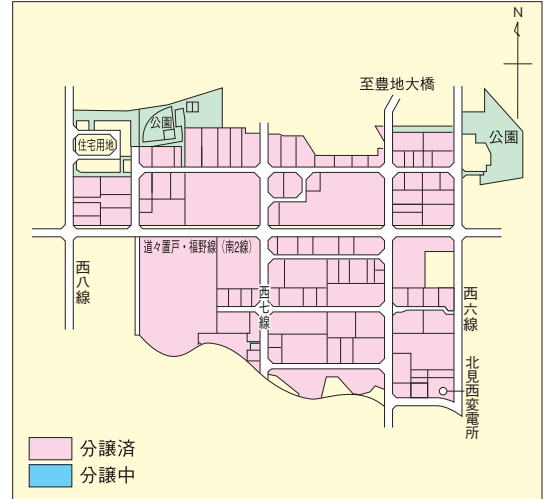 N
至豊地大橋
公園
公園
住宅用地
道々置戸・福野線(南2線)
西八線
西七線
西六線
北見西変電所
分譲済
分譲中